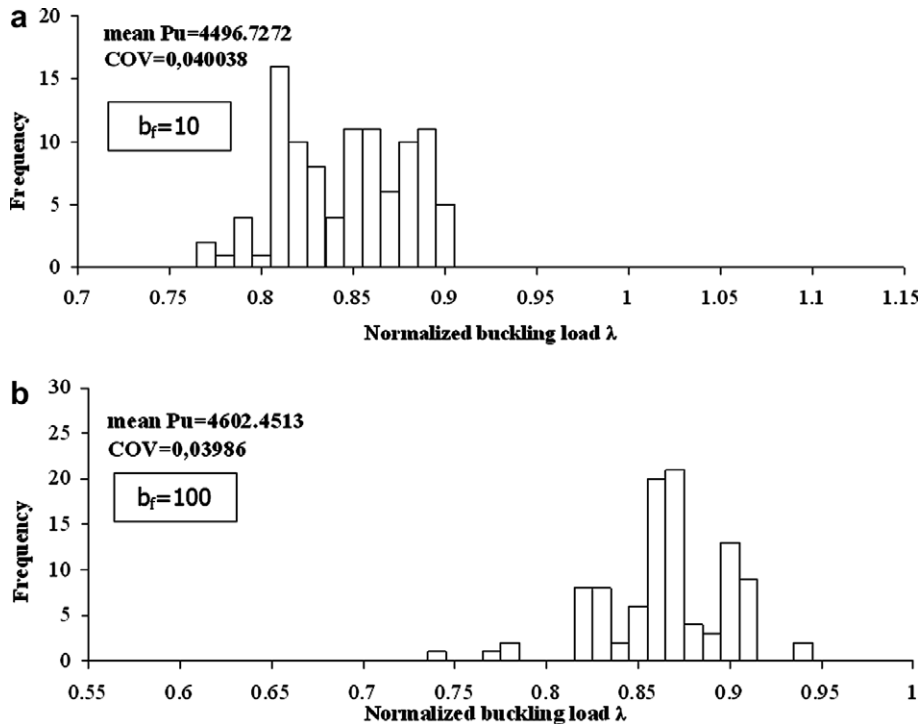 a
20
mean Pu=4496.7272
COV=0,040038
15
b_f=10
10
Frequency
5
0
0.7 0.75 0.8 0.85 0.9 0.95 1 1.05 1.1 1.15
Normalized buckling load λ
b
30
mean Pu=4602.4513
25
COV=0,03986
20
b_f=100
15
Frequency
10
5
0
0.55 0.6 0.65 0.7 0.75 0.8 0.85 0.9 0.95 1
Normalized buckling load λ